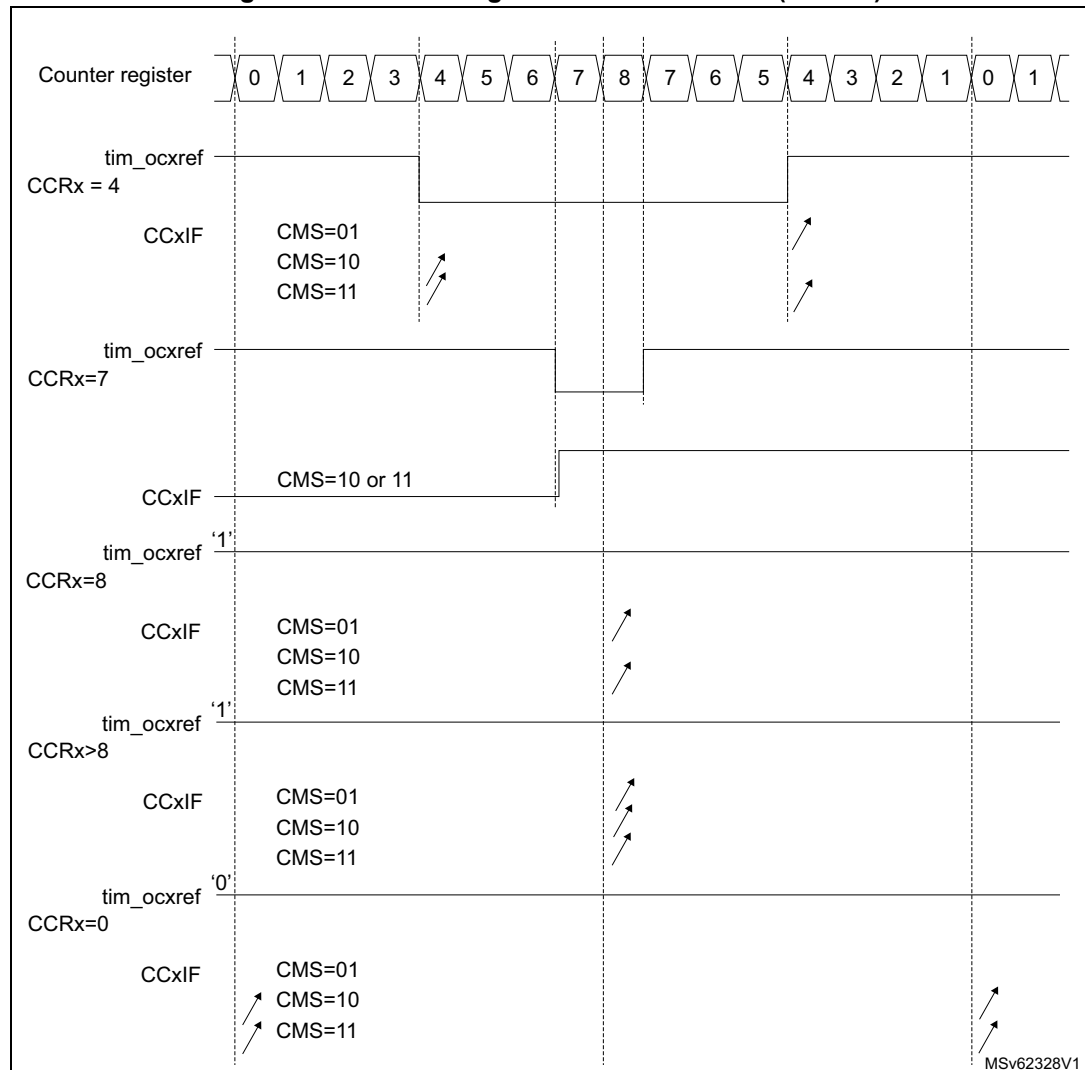 Counter register 0 1 2 3 4 5 6 7 8 7 6 5 4 3 2 1 0 1
tim_ocxref
CCRx = 4
CCxIF CMS=01
CMS=10
CMS=11
tim_ocxref
CCRx=7
CMS=10 or 11
CCxIF
'1'
tim_ocxref
CCRx=8
CCxIF CMS=01
CMS=10
CMS=11
'1'
tim_ocxref
CCRx>8
CCxIF CMS=01
CMS=10
CMS=11
'0'
tim_ocxref
CCRx=0
CCxIF CMS=01
CMS=10
CMS=11
MSv62328V1